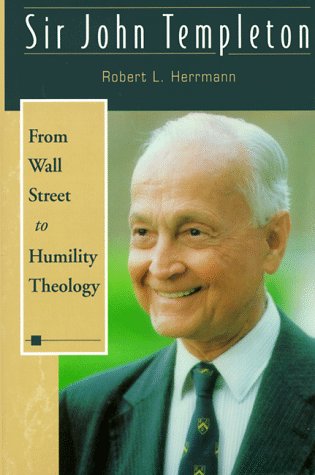 Sir John Templeton
Robert L. Herrmann
From
Wall
Street
to
Humility
Theology